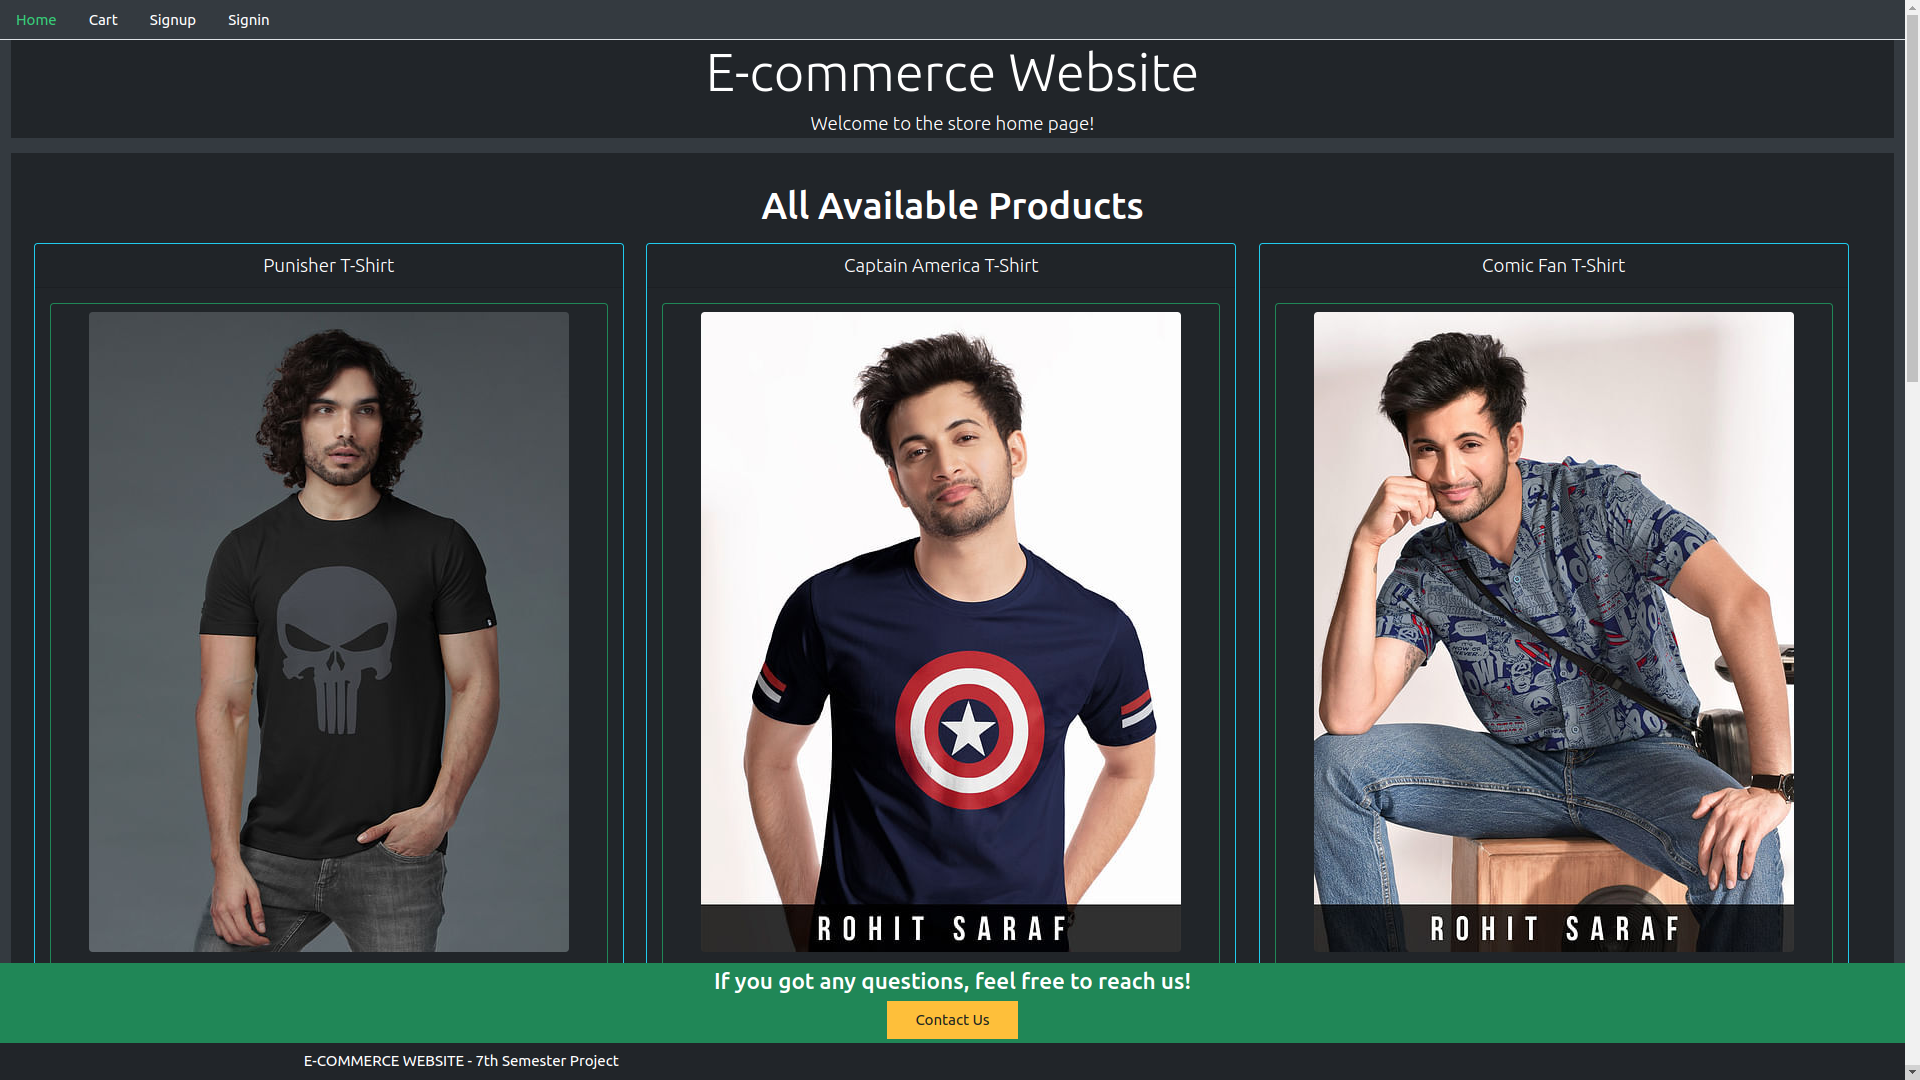 Home
Cart
Signup
Signin
E-commerce Website
Welcome to the store home page!
All Available Products
Punisher T-Shirt
Captain America T-Shirt
Comic Fan T-Shirt
ROHIT SARAF
ROHIT SARAF
If you got any questions, feel free to reach us!
Contact Us
E-COMMERCE WEBSITE - 7th Semester Project